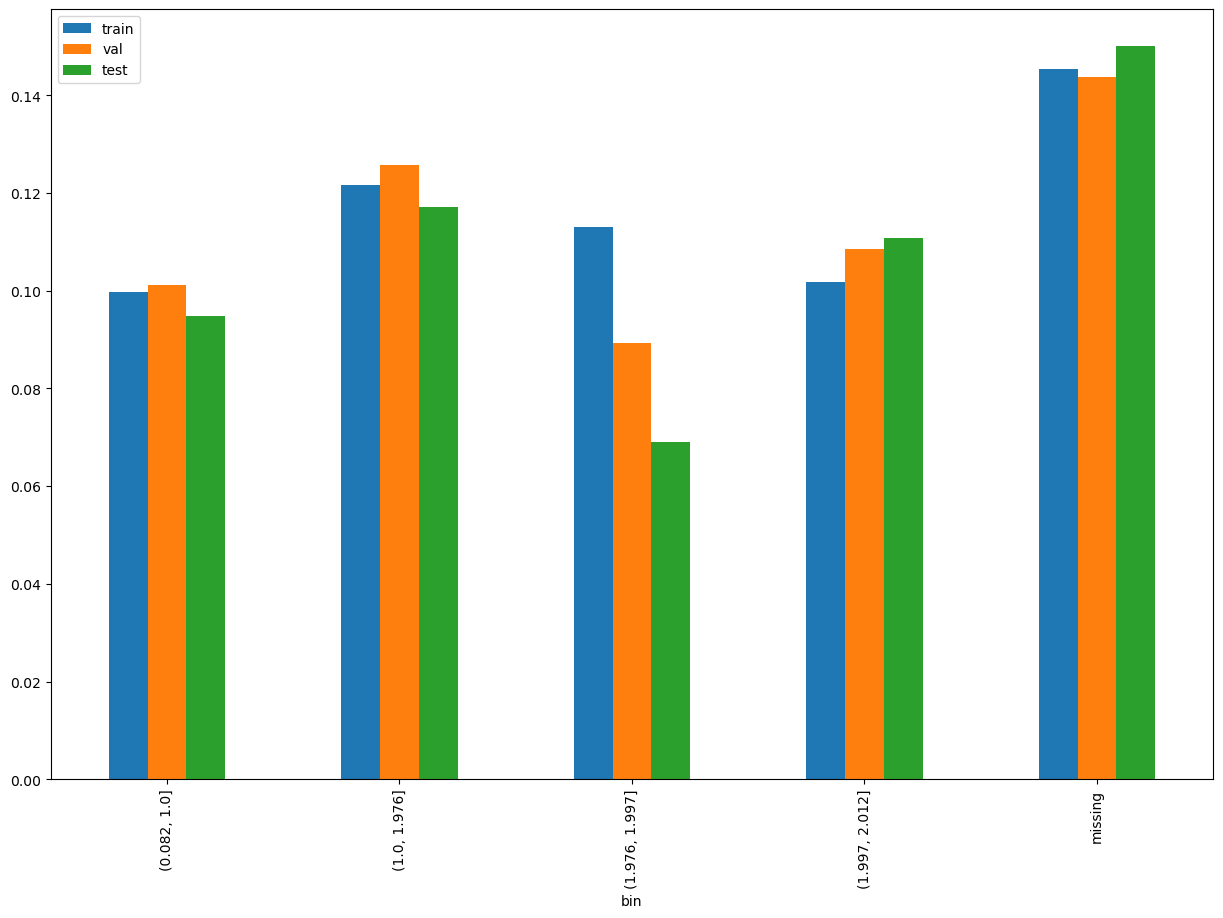 train
val
test
0.14
0.12
0.10
0.08
0.06
0.04
0.02
0.00
(0.082, 1.0]
(1.0, 1.976]
(1.976, 1.997]
(1.997, 2.012]
missing
bin